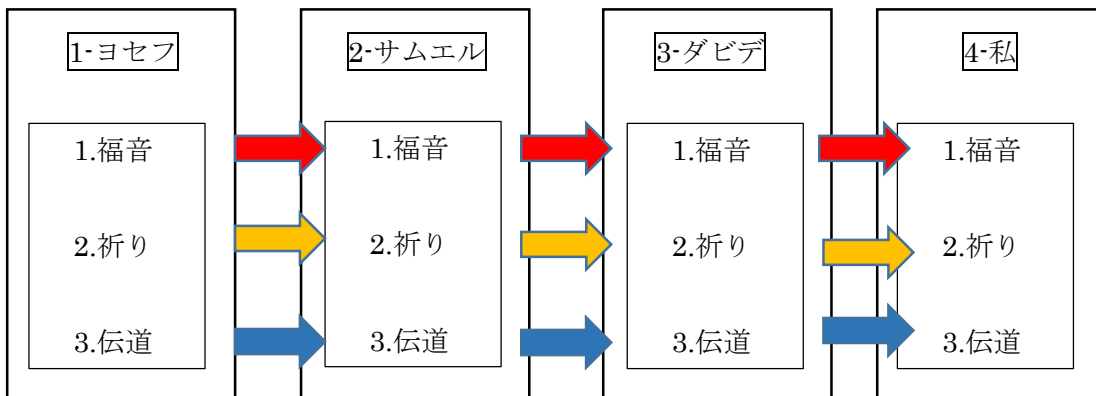 1-ヨセフ
1.福音
2.祈り
3.伝道
2-サムエル
1.福音
2.祈り
3.伝道
3-ダビデ
1.福音
2.祈り
3.伝道
4-私
1.福音
2.祈り
3.伝道